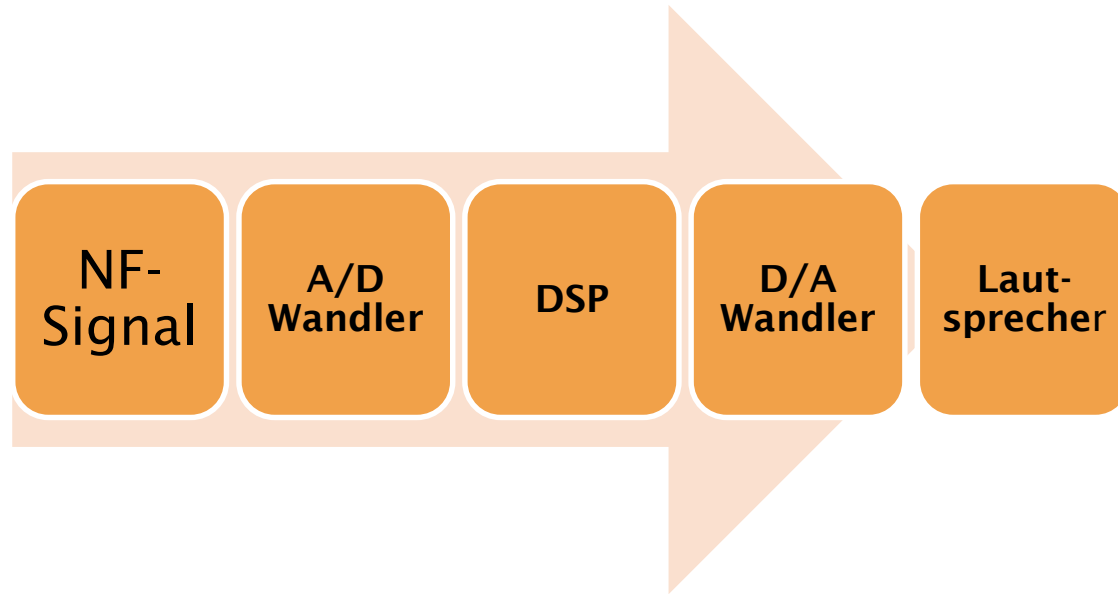 NF-
Signal
A/D
Wandler
DSP
D/A
Wandler
Laut-
sprecher